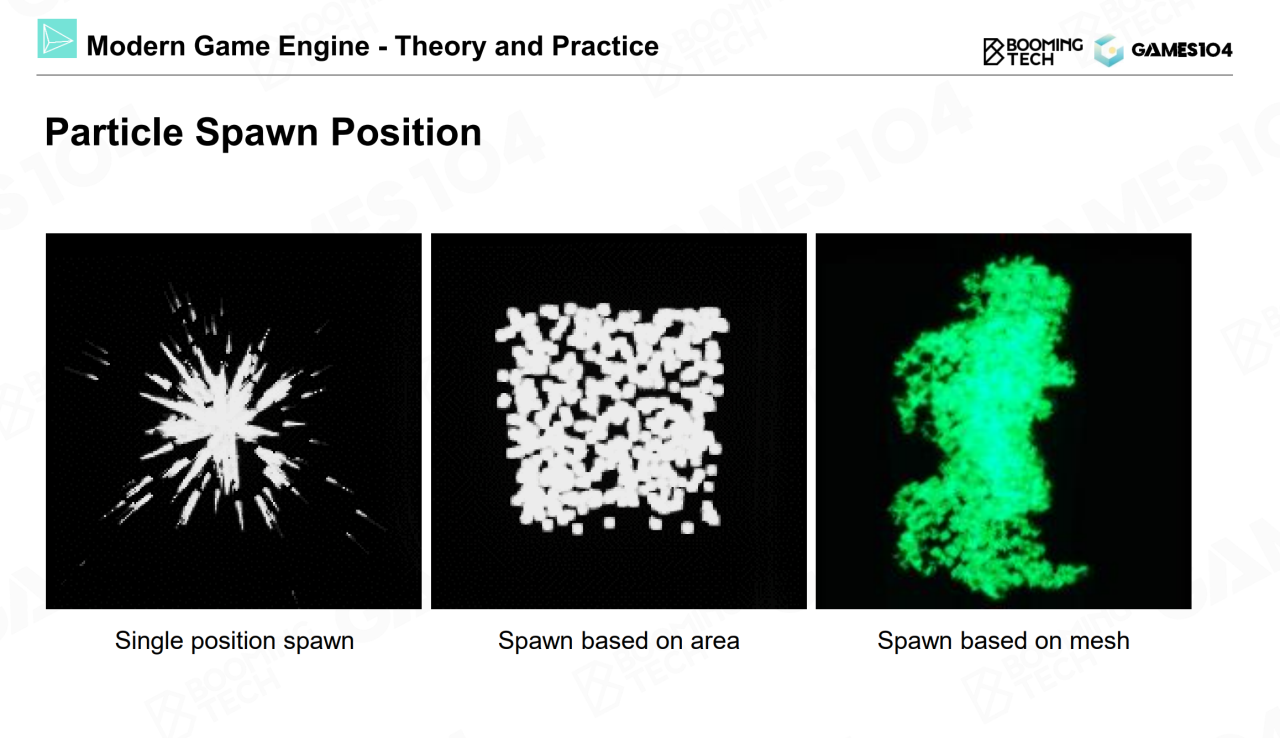 Modern Game Engine - Theory and Practice
BOOMING
TECH
GAMES104
Particle Spawn Position
Single position spawn
Spawn based on area
Spawn based on mesh